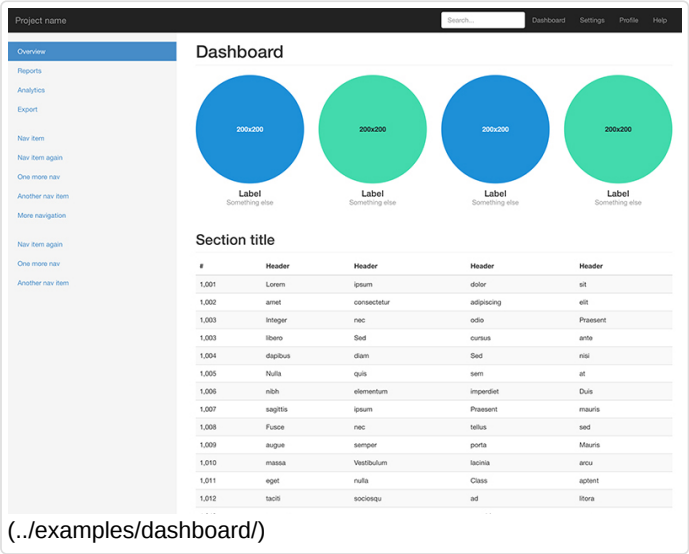 Project name Search... Dashboard Settings Profile Help
Overview
Reports
Analytics
Export
Nav item
Nav item again
One more nav
Another nav item
More navigation
Nav item again
One more nav
Another nav item
Dashboard
200x200 200x200 200x200 200x200
Label Label Label Label
Something else Something else Something else Something else
Section title
# Header Header Header Header
1,001 Lorem ipsum dolor sit
1,002 amet consectetur adipiscing elit
1,003 Integer nec odio Praesent
1,003 libero Sed cursus ante
1,004 dapibus diam Sed nisi
1,005 Nulla quis sem at
1,006 nibh elementum imperdiet Duis
1,007 sagittis ipsum Praesent mauris
1,008 Fusce nec tellus sed
1,009 augue semper porta Mauris
1,010 massa Vestibulum lacinia arcu
1,011 eget nulla Class aptent
1,012 taciti sociosqu ad litora
(../examples/dashboard/)